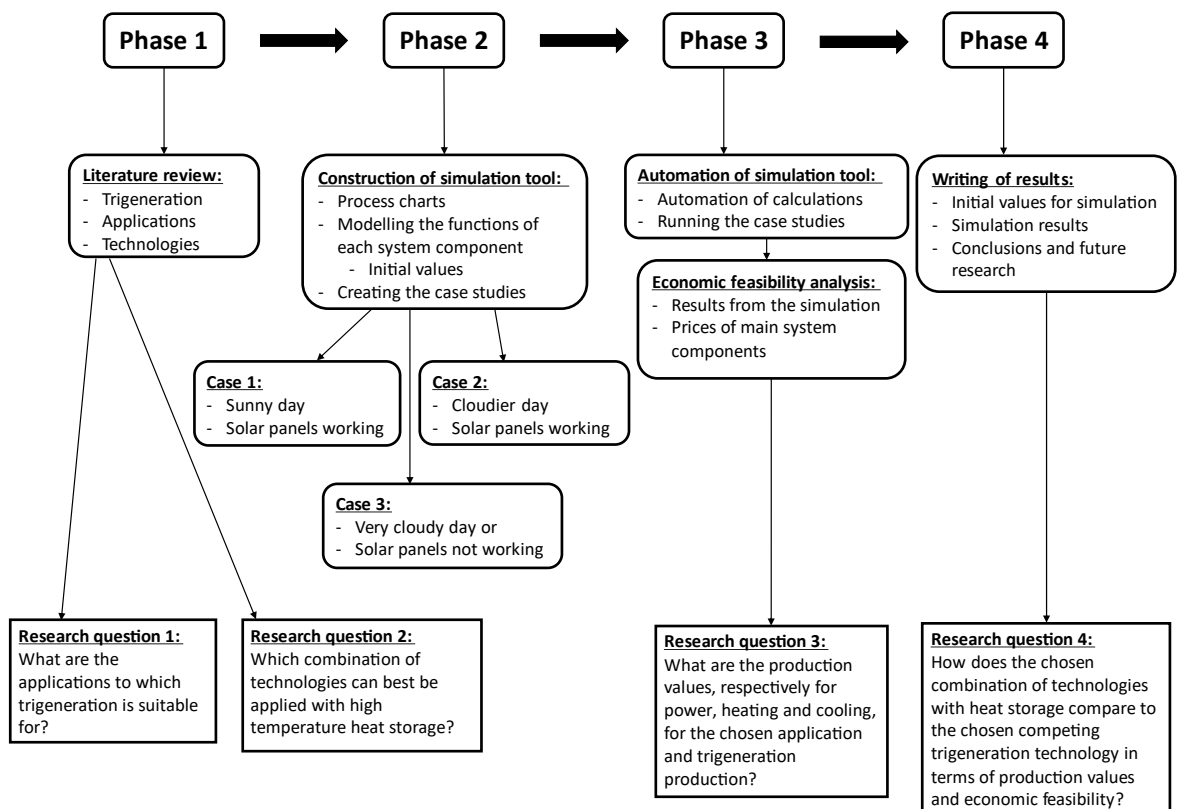 Phase 1
Phase 2
Phase 3
Phase 4
Literature review:
- Trigeneration
- Applications
- Technologies
Construction of simulation tool:
- Process charts
- Modelling the functions of
each system component
- Initial values
- Creating the case studies
Automation of simulation tool:
- Automation of calculations
- Running the case studies
Writing of results:
- Initial values for simulation
- Simulation results
- Conclusions and future
research
Economic feasibility analysis:
- Results from the simulation
- Prices of main system
components
Case 1:
- Sunny day
- Solar panels working
Case 2:
- Cloudier day
- Solar panels working
Case 3:
- Very cloudy day or
- Solar panels not working
Research question 1:
What are the
applications to which
trigeneration is suitable
for?
Research question 2:
Which combination of
technologies can best be
applied with high
temperature heat storage?
Research question 3:
What are the production
values, respectively for
power, heating and cooling,
for the chosen application
and trigeneration
production?
Research question 4:
How does the chosen
combination of technologies
with heat storage compare to
the chosen competing
trigeneration technology in
terms of production values
and economic feasibility?